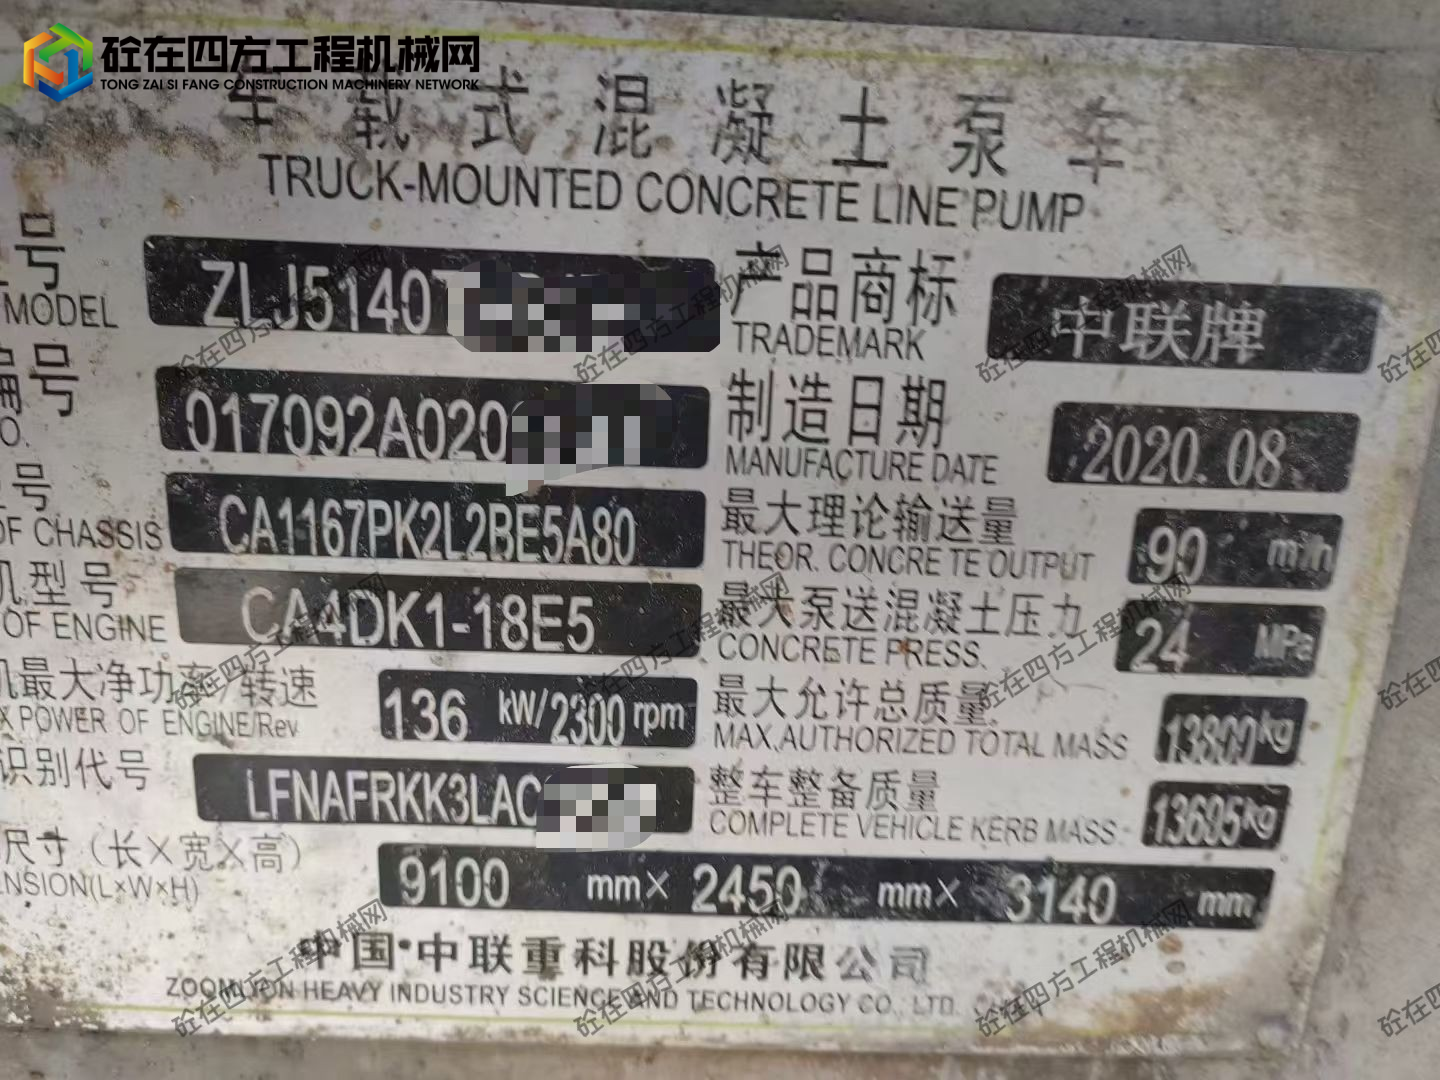 砼在四方工程机械网
TONG ZAI SI FANG CONSTRUCTION MACHINERY NETWORK
车载式混凝土泵车
TRUCK-MOUNTED CONCRETE LINE PUMP
号 ZLJ5140 产品商标 中联牌
MODEL TRADEMARK
编号 017092A020 制造日期 2020.08
O. MANUFACTURE DATE
号 CA1167PK2L2BE5A80 最大理论输送量 90 m/h
OF CHASSIS THEOR. CONCRETE OUTPUT
机型号 CA4DK1-18E5 最大泵送混凝土压力 24 MPa
OF ENGINE CONCRETE PRESS.
机最大净功率/转速 136 kW/2300rpm 最大允许总质量 13800kg
X POWER OF ENGINE/Rev MAX.AUTHORIZED TOTAL MASS
识别代号 LFNAFRKK3LAC 整车整备质量 13605kg
COMPLETE VEHICLE KERB MASS
尺寸(长×宽×高) 9100 mm× 2450 mm× 3140 mm
ENSION(L×W×H)
中国·中联重科股份有限公司
ZOOMLION HEAVY INDUSTRY SCIENCE AND TECHNOLOGY CO., LTD.